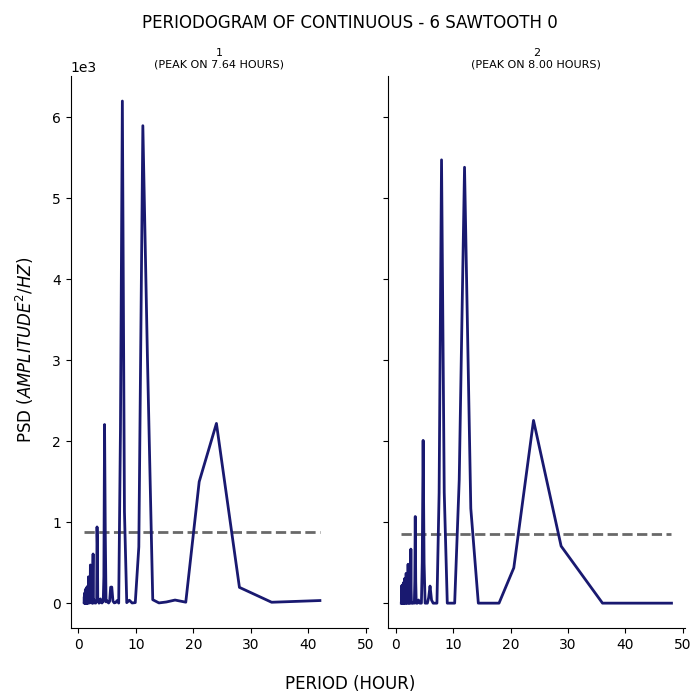 PERIODOGRAM OF CONTINUOUS - 6 SAWTOOTH 0
1
(PEAK ON 7.64 HOURS)
2
(PEAK ON 8.00 HOURS)
1e3
6
5
4
3
2
1
0
PSD (AMPLITUDE²/HZ)
0 10 20 30 40 50
0 10 20 30 40 50
PERIOD (HOUR)